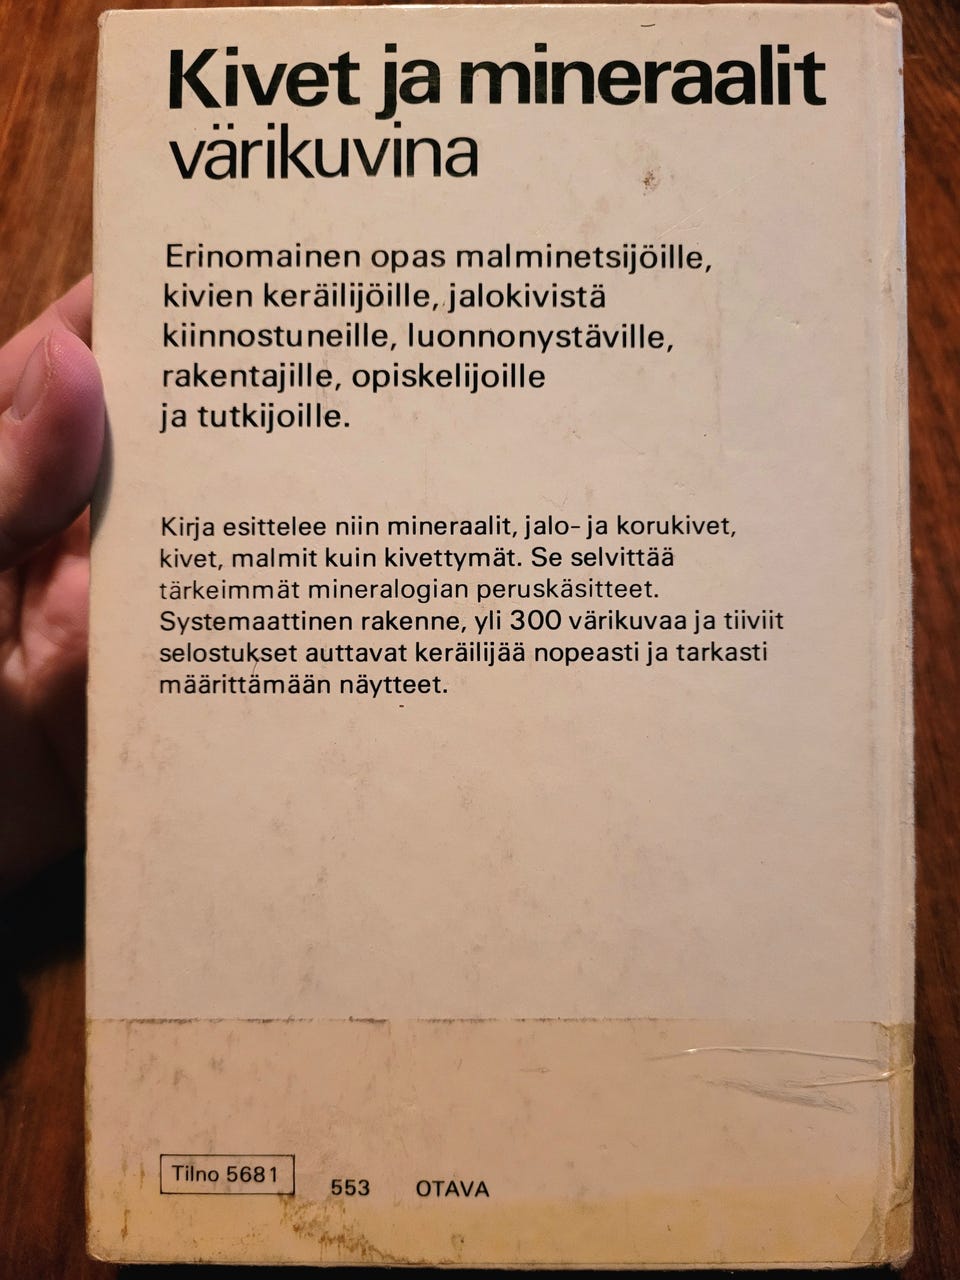 Kivet ja mineraalit
värikuvina
Erinomainen opas malminetsijöille,
kivien keräilijöille, jalokivistä
kiinnostuneille, luonnonystäville,
rakentajille, opiskelijoille
ja tutkijoille.
Kirja esittelee niin mineraalit, jalo- ja korukivet,
kivet, malmit kuin kivettymät. Se selvittää
tärkeimmät mineralogian peruskäsitteet.
Systemaattinen rakenne, yli 300 värikuvaa ja tiiviit
selostukset auttavat keräilijää nopeasti ja tarkasti
määrittämään näytteet.
Tilno 5681 553 OTAVA